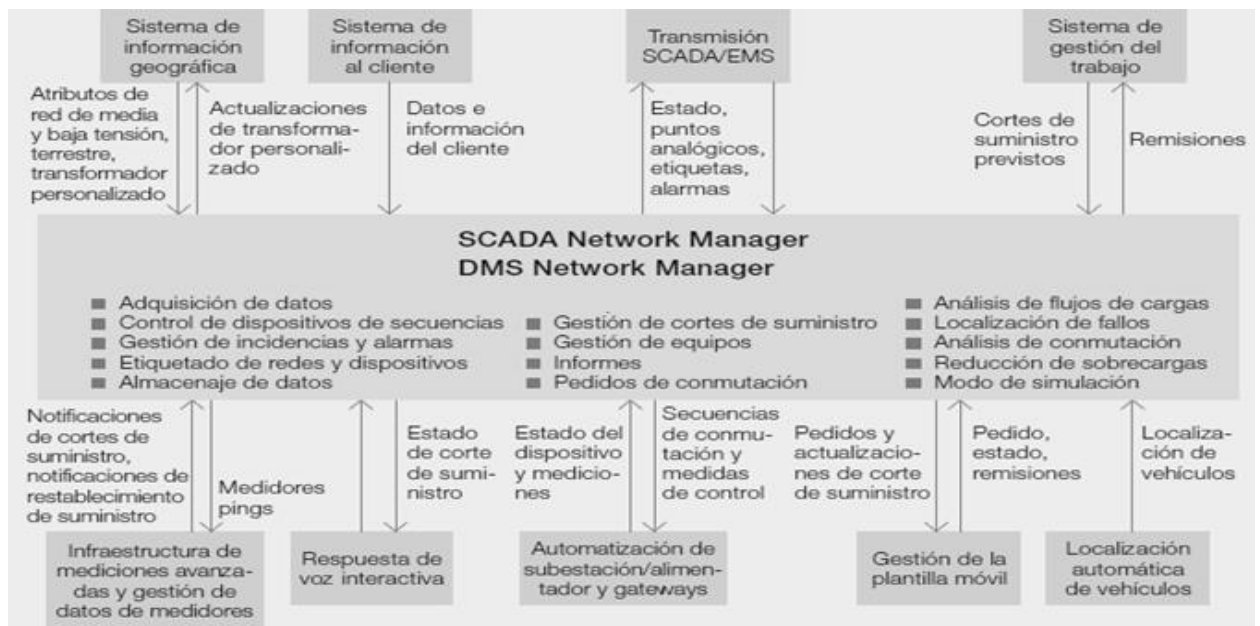 Sistema de
información
geográfica
Sistema de
información
al cliente
Transmisión
SCADA/EMS
Sistema de
gestión del
trabajo
Atributos de
red de media
y baja tensión,
terrestre,
transformador
personalizado
Actualizaciones
de transforma-
dor personali-
zado
Datos e
información
del cliente
Estado,
puntos
analógicos,
etiquetas,
alarmas
Cortes de
suministro
previstos
Remisiones
SCADA Network Manager
DMS Network Manager
Adquisición de datos
Control de dispositivos de secuencias
Gestión de incidencias y alarmas
Etiquetado de redes y dispositivos
Almacenaje de datos
Gestión de cortes de suministro
Gestión de equipos
Informes
Pedidos de conmutación
Análisis de flujos de cargas
Localización de fallos
Análisis de conmutación
Reducción de sobrecargas
Modo de simulación
Notificaciones
de cortes de
suministro,
notificaciones de
restablecimiento
de suministro
Medidores
pings
Estado
de corte
de sumi-
nistro
Estado del
dispositivo
y medicio-
nes
Secuencias
de conmu-
tación y
medidas
de control
Pedidos y
actualizacio-
nes de corte
de suministro
Pedido,
estado,
remisiones
Localiza-
ción de
vehículos
Infraestructura de
mediciones avanza-
das y gestión de
datos de medidores
Respuesta de
voz interactiva
Automatización de
subestación/alimen-
tador y gateways
Gestión de la
plantilla móvil
Localización
automática
de vehículos